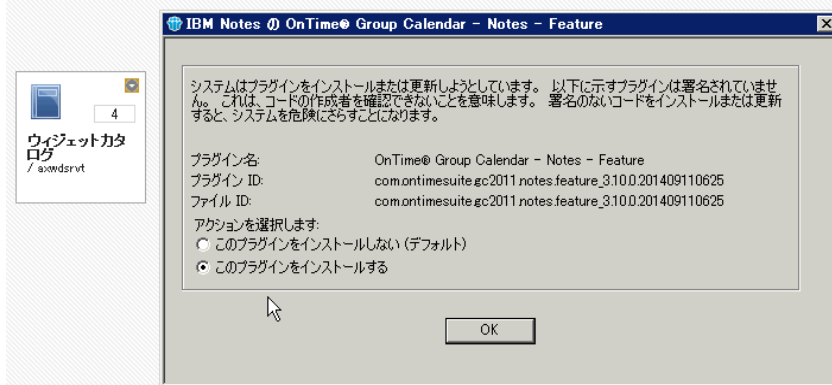 IBM Notes の OnTime® Group Calendar - Notes - Feature
4
ウィジェットカタ
ログ
/ axwdsrvt
システムはプラグインをインストールまたは更新しようとしています。 以下に示すプラグインは署名されていませ
ん。 これは、コードの作成者を確認できないことを意味します。 署名のないコードをインストールまたは更新
すると、システムを危険にさらすことになります。
プラグイン名: OnTime® Group Calendar - Notes - Feature
プラグイン ID: com.ontimesuite.gc2011.notes.feature_3.10.0.201409110625
ファイル ID: com.ontimesuite.gc2011.notes.feature_3.10.0.201409110625
アクションを選択します:
このプラグインをインストールしない (デフォルト)
このプラグインをインストールする
OK